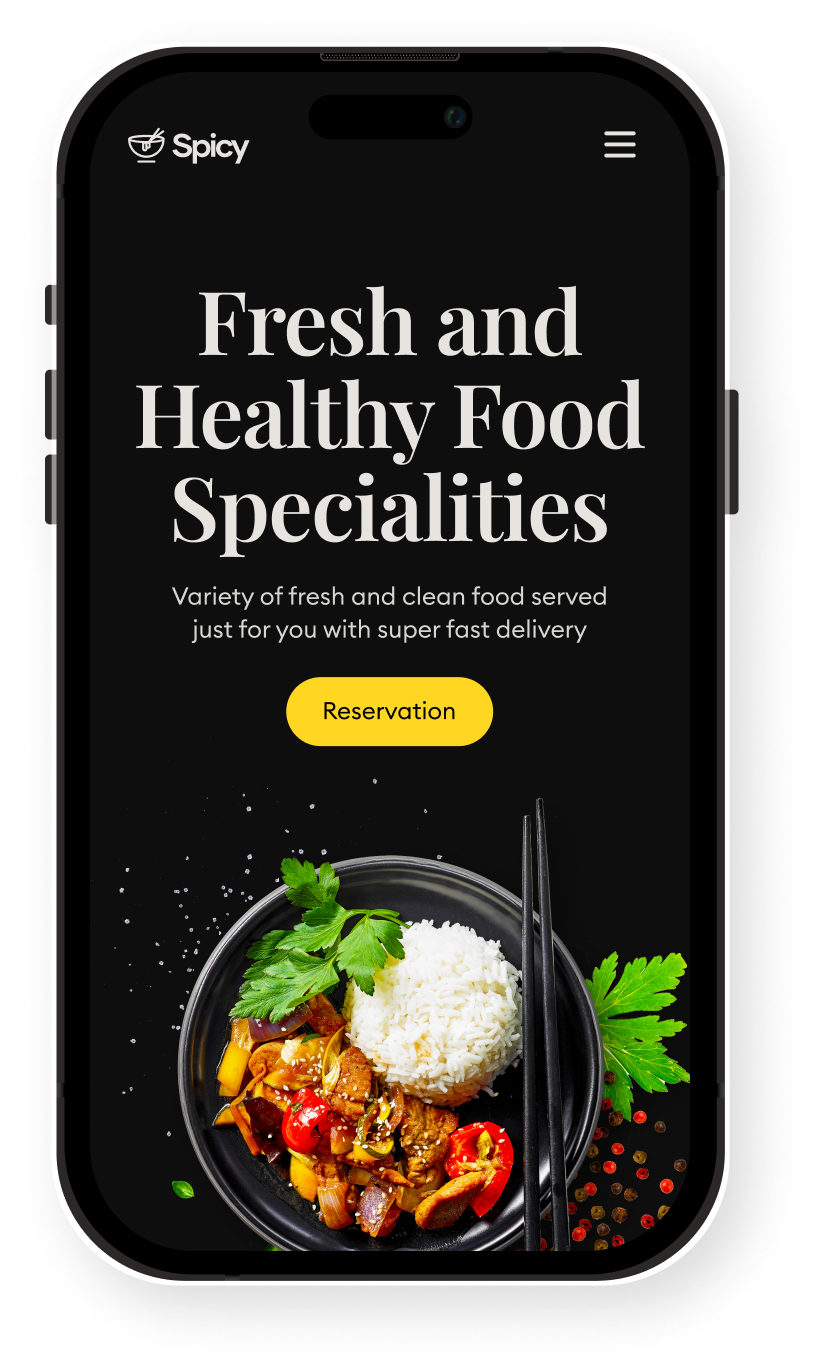 Spicy
Fresh and
Healthy Food
Specialities
Variety of fresh and clean food served
just for you with super fast delivery
Reservation